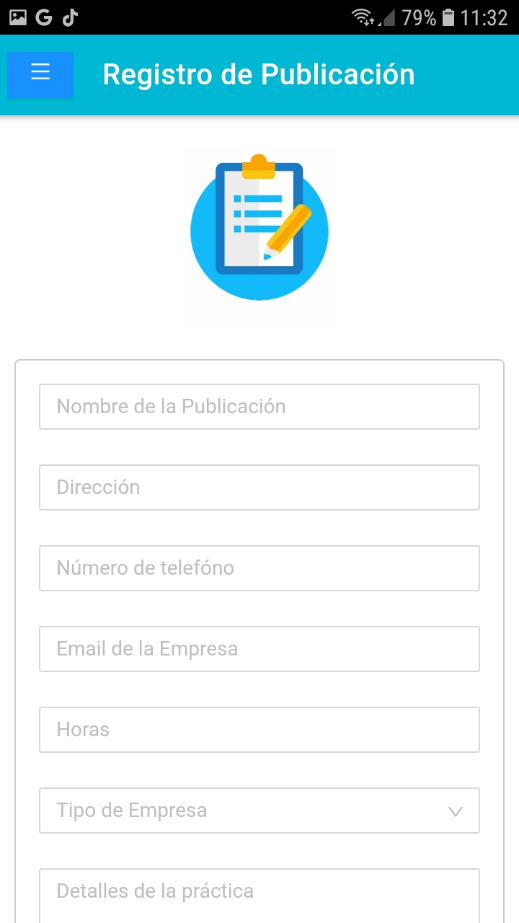 79% 11:32
Registro de Publicación
Nombre de la Publicación
Dirección
Número de telefóno
Email de la Empresa
Horas
Tipo de Empresa
Detalles de la práctica